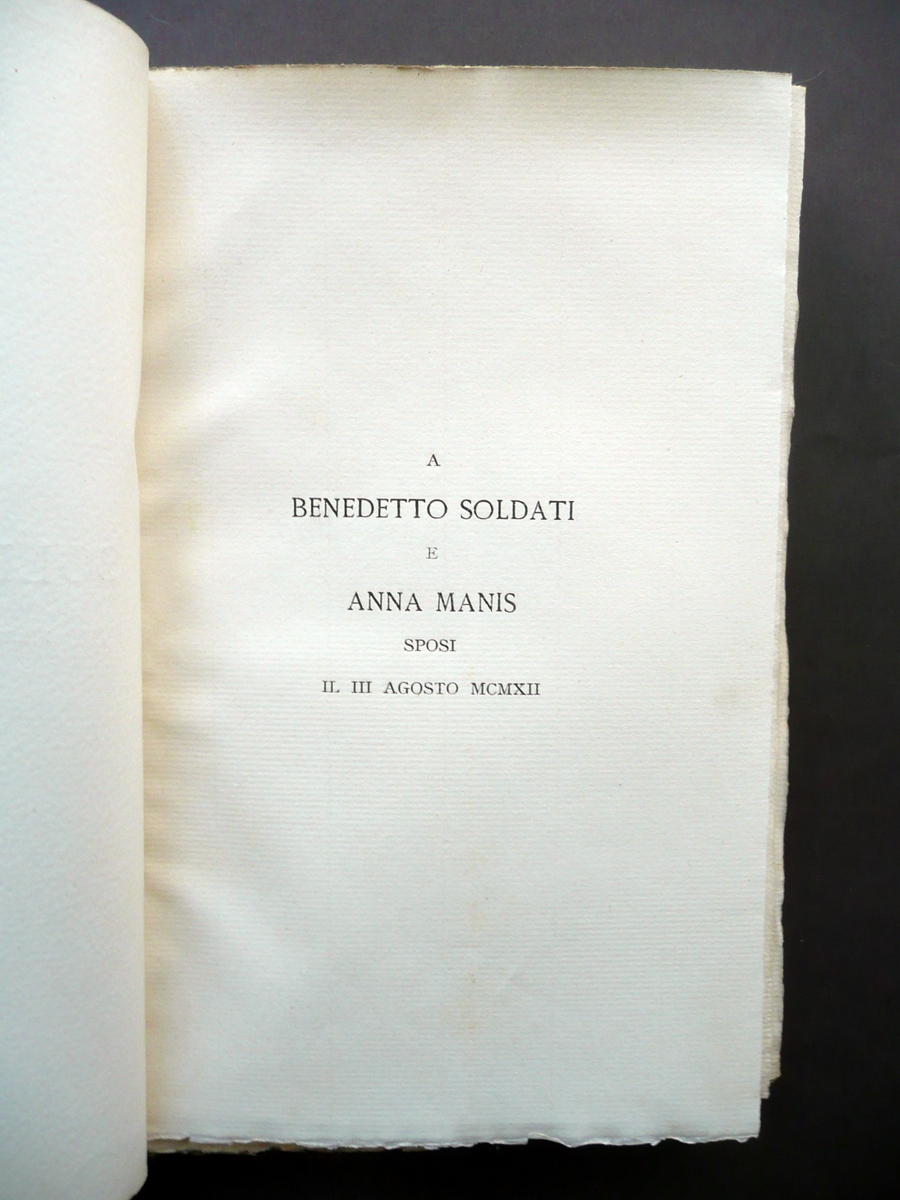 A
BENEDETTO SOLDATI
E
ANNA MANIS
SPOSI
IL III AGOSTO MCMXII